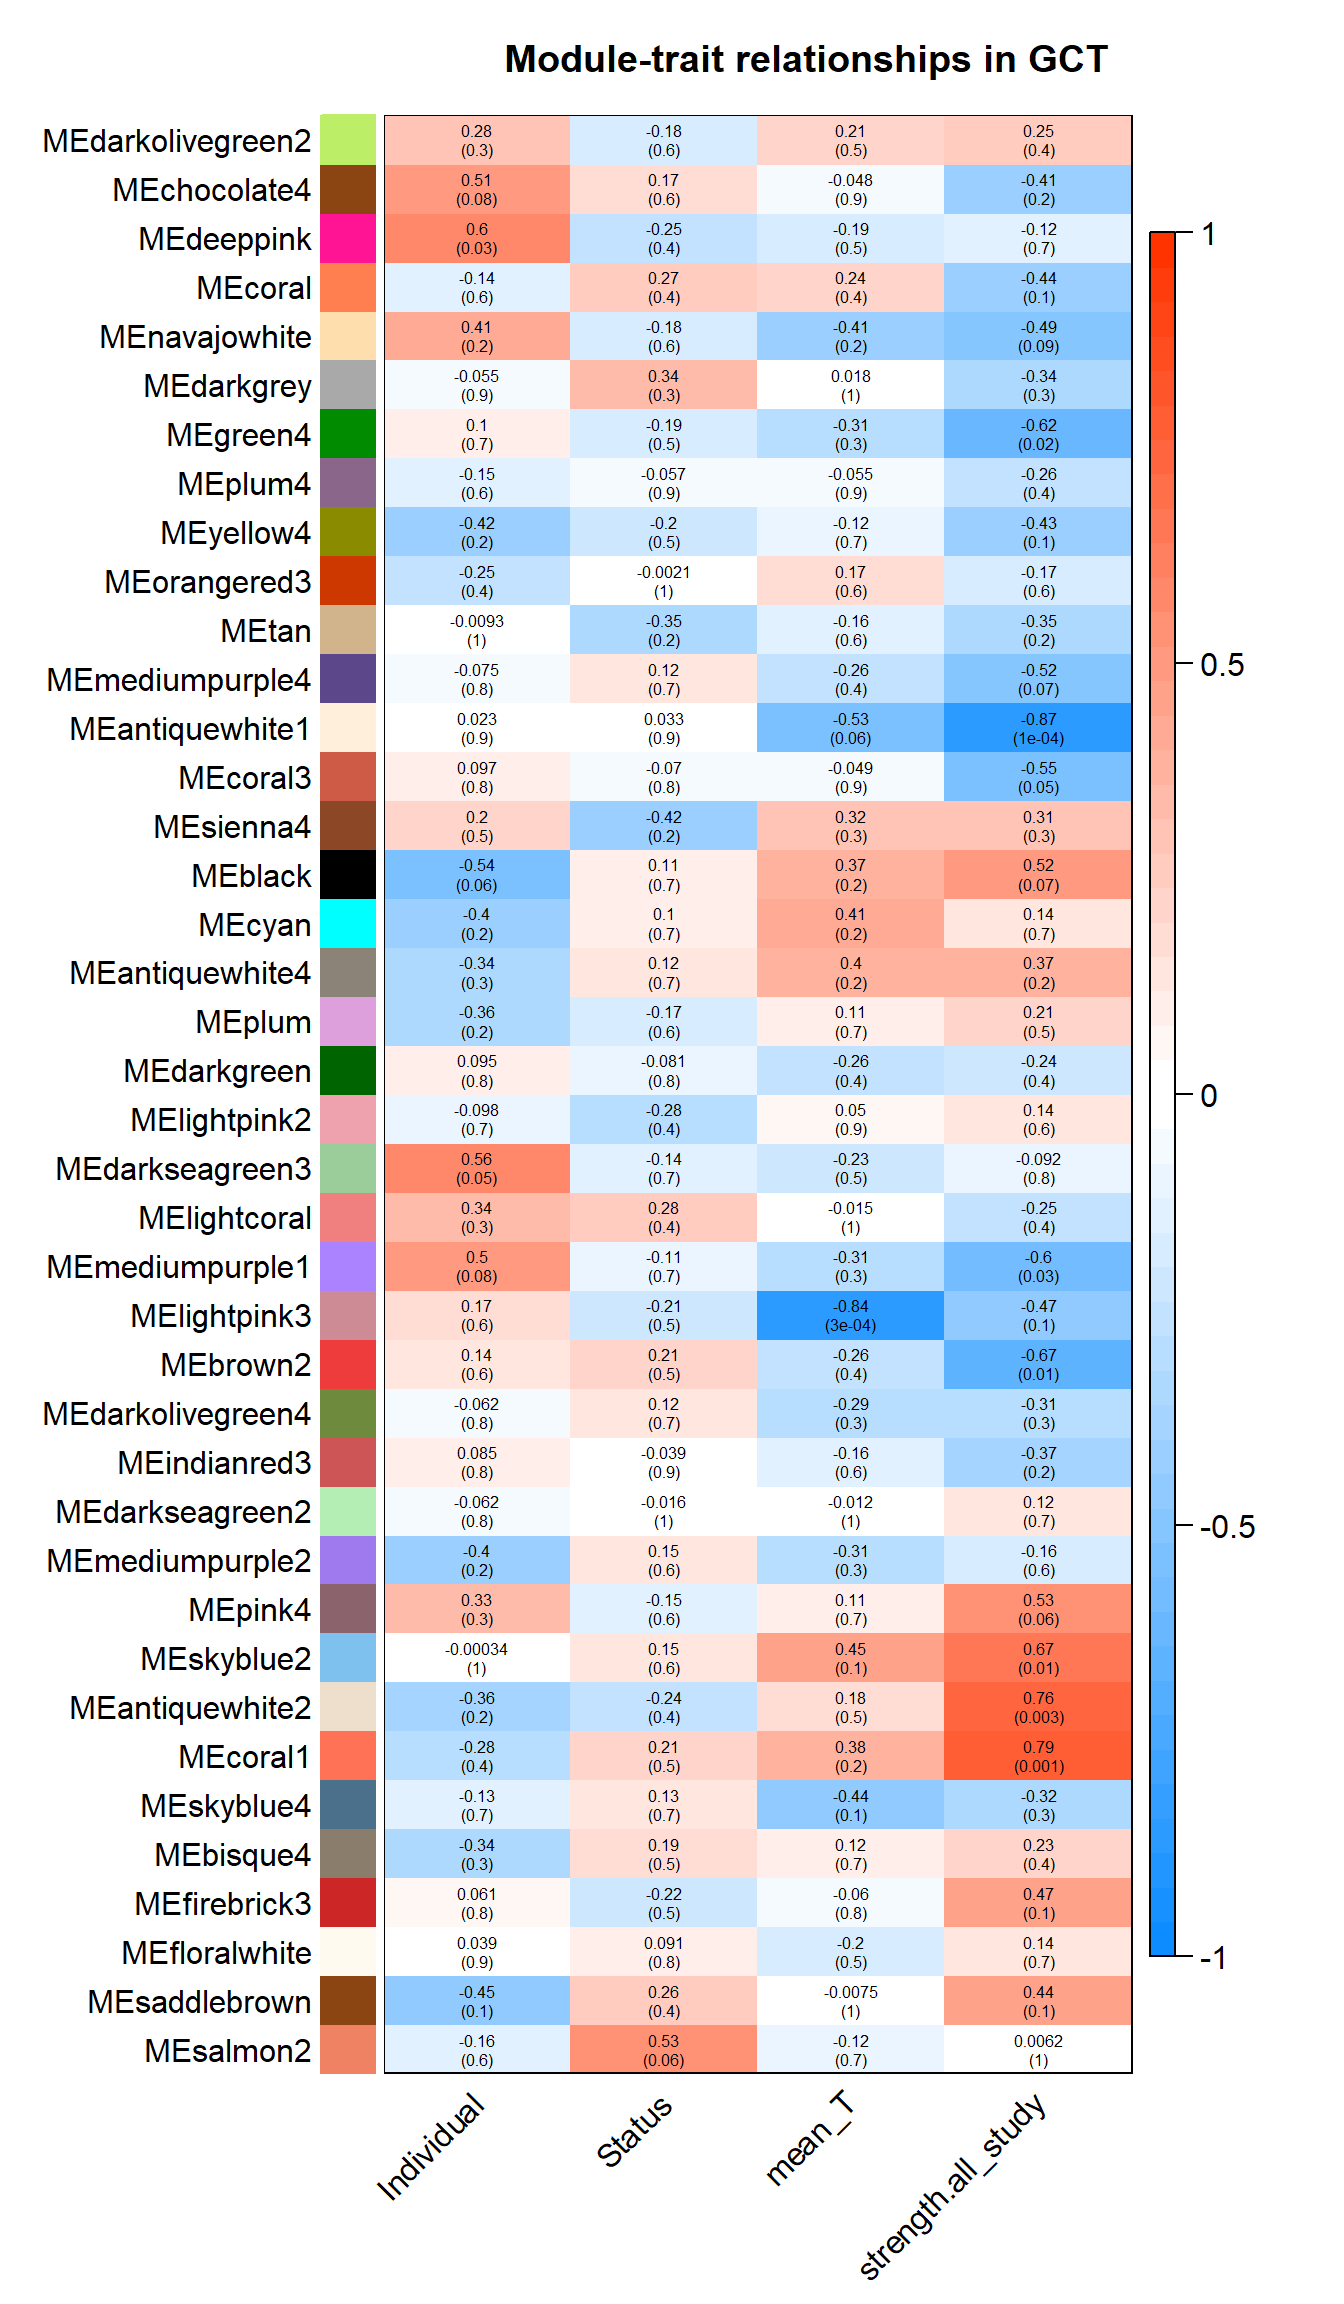 Module-trait relationships in GCT
MEdarkolivegreen2 0.28 -0.18 0.21 0.25
(0.3) (0.6) (0.5) (0.4)
MEchocolate4 0.51 0.17 -0.048 -0.41
(0.08) (0.6) (0.9) (0.2)
MEdeeppink 0.6 -0.25 -0.19 -0.12
(0.03) (0.4) (0.5) (0.7)
MEcoral -0.14 0.27 0.24 -0.44
(0.6) (0.4) (0.4) (0.1)
MEnavajowhite 0.41 -0.18 -0.41 -0.49
(0.2) (0.6) (0.2) (0.09)
MEdarkgrey -0.055 0.34 0.018 -0.34
(0.9) (0.3) (1) (0.3)
MEgreen4 0.1 -0.19 -0.31 -0.62
(0.7) (0.5) (0.3) (0.02)
MEplum4 -0.15 -0.057 -0.055 -0.26
(0.6) (0.9) (0.9) (0.4)
MEyellow4 -0.42 -0.2 -0.12 -0.43
(0.2) (0.5) (0.7) (0.1)
MEorangered3 -0.25 -0.0021 0.17 -0.17
(0.4) (1) (0.6) (0.6)
MEtan -0.0093 -0.35 -0.16 -0.35
(1) (0.2) (0.6) (0.2)
MEmediumpurple4 -0.075 0.12 -0.26 -0.52
(0.8) (0.7) (0.4) (0.07)
MEantiquewhite1 0.023 0.033 -0.53 -0.87
(0.9) (0.9) (0.06) (1e-04)
MEcoral3 0.097 -0.07 -0.049 -0.55
(0.8) (0.8) (0.9) (0.05)
MEsienna4 0.2 -0.42 0.32 0.31
(0.5) (0.2) (0.3) (0.3)
MEblack -0.54 0.11 0.37 0.52
(0.06) (0.7) (0.2) (0.07)
MEcyan -0.4 0.1 0.41 0.14
(0.2) (0.7) (0.2) (0.7)
MEantiquewhite4 -0.34 0.12 0.4 0.37
(0.3) (0.7) (0.2) (0.2)
MEplum -0.36 -0.17 0.11 0.21
(0.2) (0.6) (0.7) (0.5)
MEdarkgreen 0.095 -0.081 -0.26 -0.24
(0.8) (0.8) (0.4) (0.4)
MElightpink2 -0.098 -0.28 0.05 0.14
(0.7) (0.4) (0.9) (0.6)
MEdarkseagreen3 0.56 -0.14 -0.23 -0.092
(0.05) (0.7) (0.5) (0.8)
MElightcoral 0.34 0.28 -0.015 -0.25
(0.3) (0.4) (1) (0.4)
MEmediumpurple1 0.5 -0.11 -0.31 -0.6
(0.08) (0.7) (0.3) (0.03)
MElightpink3 0.17 -0.21 -0.84 -0.47
(0.6) (0.5) (3e-04) (0.1)
MEbrown2 0.14 0.21 -0.26 -0.67
(0.6) (0.5) (0.4) (0.01)
MEdarkolivegreen4 -0.062 0.12 -0.29 -0.31
(0.8) (0.7) (0.3) (0.3)
MEindianred3 0.085 -0.039 -0.16 -0.37
(0.8) (0.9) (0.6) (0.2)
MEdarkseagreen2 -0.062 -0.016 -0.012 0.12
(0.8) (1) (1) (0.7)
MEmediumpurple2 -0.4 0.15 -0.31 -0.16
(0.2) (0.6) (0.3) (0.6)
MEpink4 0.33 -0.15 0.11 0.53
(0.3) (0.6) (0.7) (0.06)
MEskyblue2 -0.00034 0.15 0.45 0.67
(1) (0.6) (0.1) (0.01)
MEantiquewhite2 -0.36 -0.24 0.18 0.76
(0.2) (0.4) (0.5) (0.003)
MEcoral1 -0.28 0.21 0.38 0.79
(0.4) (0.5) (0.2) (0.001)
MEskyblue4 -0.13 0.13 -0.44 -0.32
(0.7) (0.7) (0.1) (0.3)
MEbisque4 -0.34 0.19 0.12 0.23
(0.3) (0.5) (0.7) (0.4)
MEfirebrick3 0.061 -0.22 -0.06 0.47
(0.8) (0.5) (0.8) (0.1)
MEfloralwhite 0.039 0.091 -0.2 0.14
(0.9) (0.8) (0.5) (0.7)
MEsaddlebrown -0.45 0.26 -0.0075 0.44
(0.1) (0.4) (1) (0.1)
MEsalmon2 -0.16 0.53 -0.12 0.0062
(0.6) (0.06) (0.7) (1)
Individual
Status
mean_T
strength.all_study
1
0.5
0
-0.5
-1